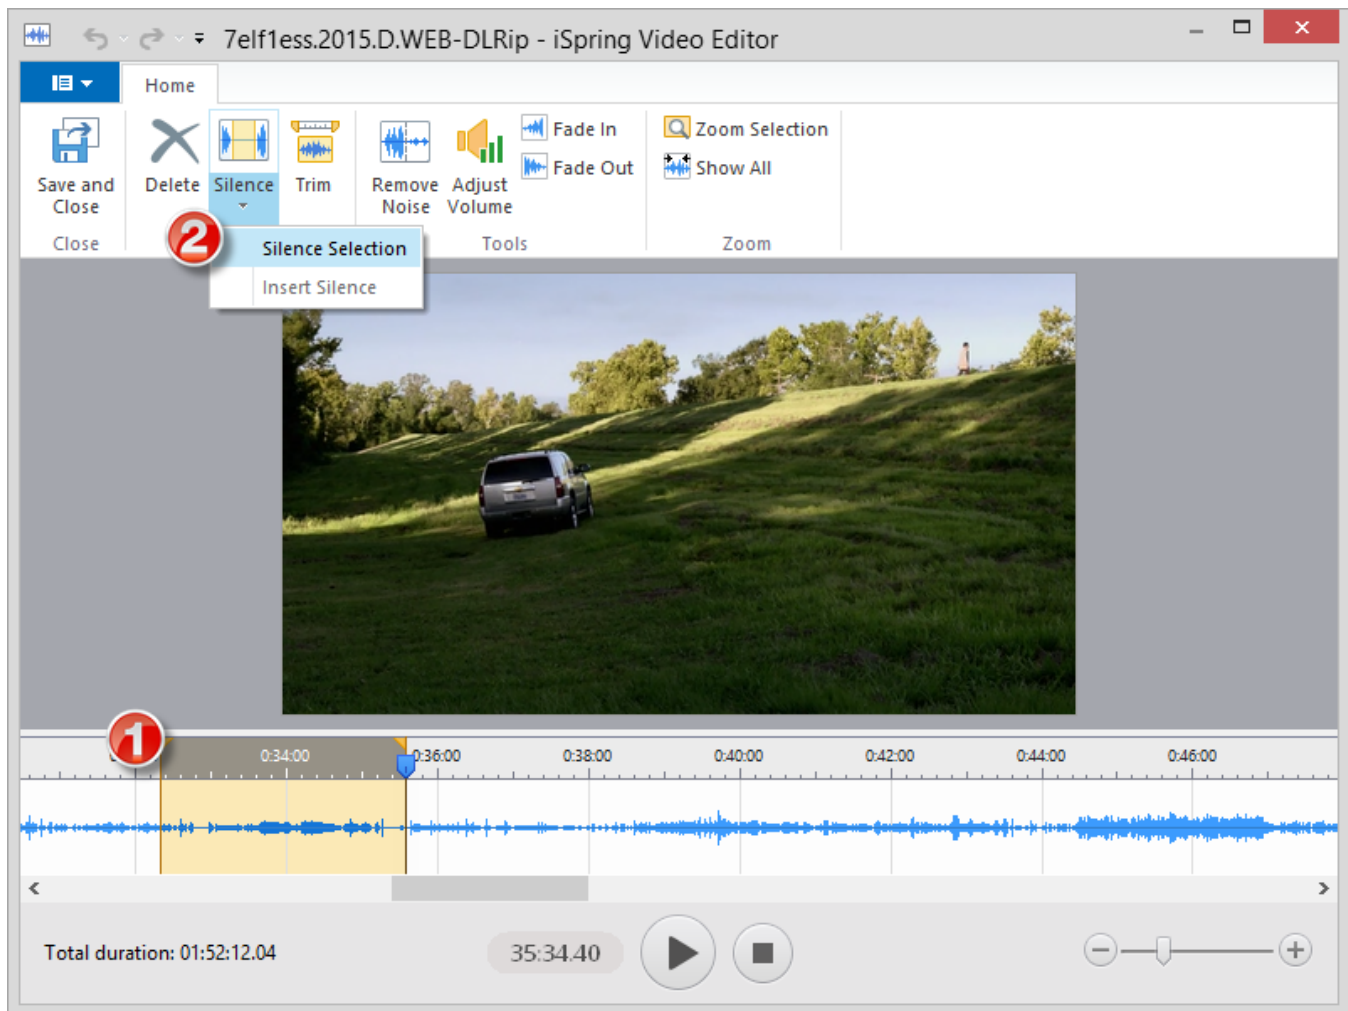 7elf1ess.2015.D.WEB-DLRip - iSpring Video Editor
Home
Save and
Close
Delete
Silence
Trim
Remove
Noise
Adjust
Volume
Fade In
Fade Out
Zoom Selection
Show All
Close
Tools
Zoom
2
Silence Selection
Insert Silence
1
0:34:00
0:36:00
0:38:00
0:40:00
0:42:00
0:44:00
0:46:00
Total duration: 01:52:12.04
35:34.40